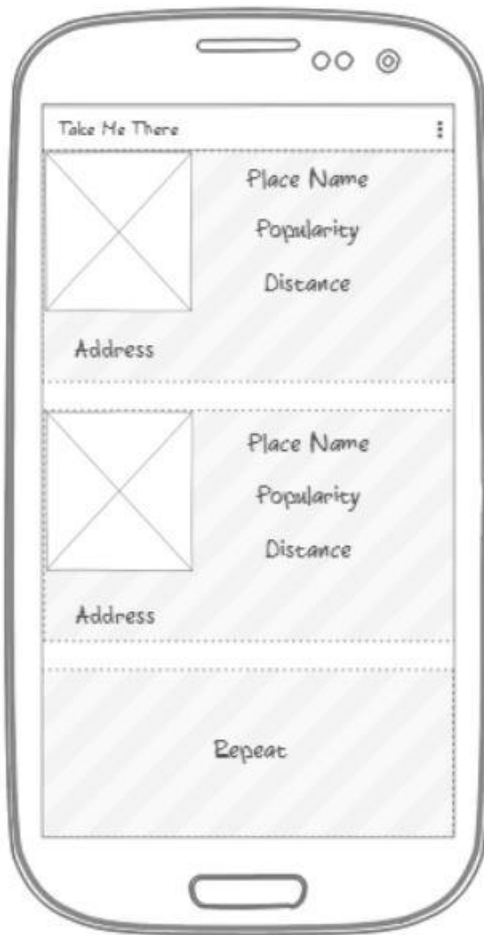 Take Me There
Place Name
Popularity
Distance
Address
Place Name
Popularity
Distance
Address
Repeat